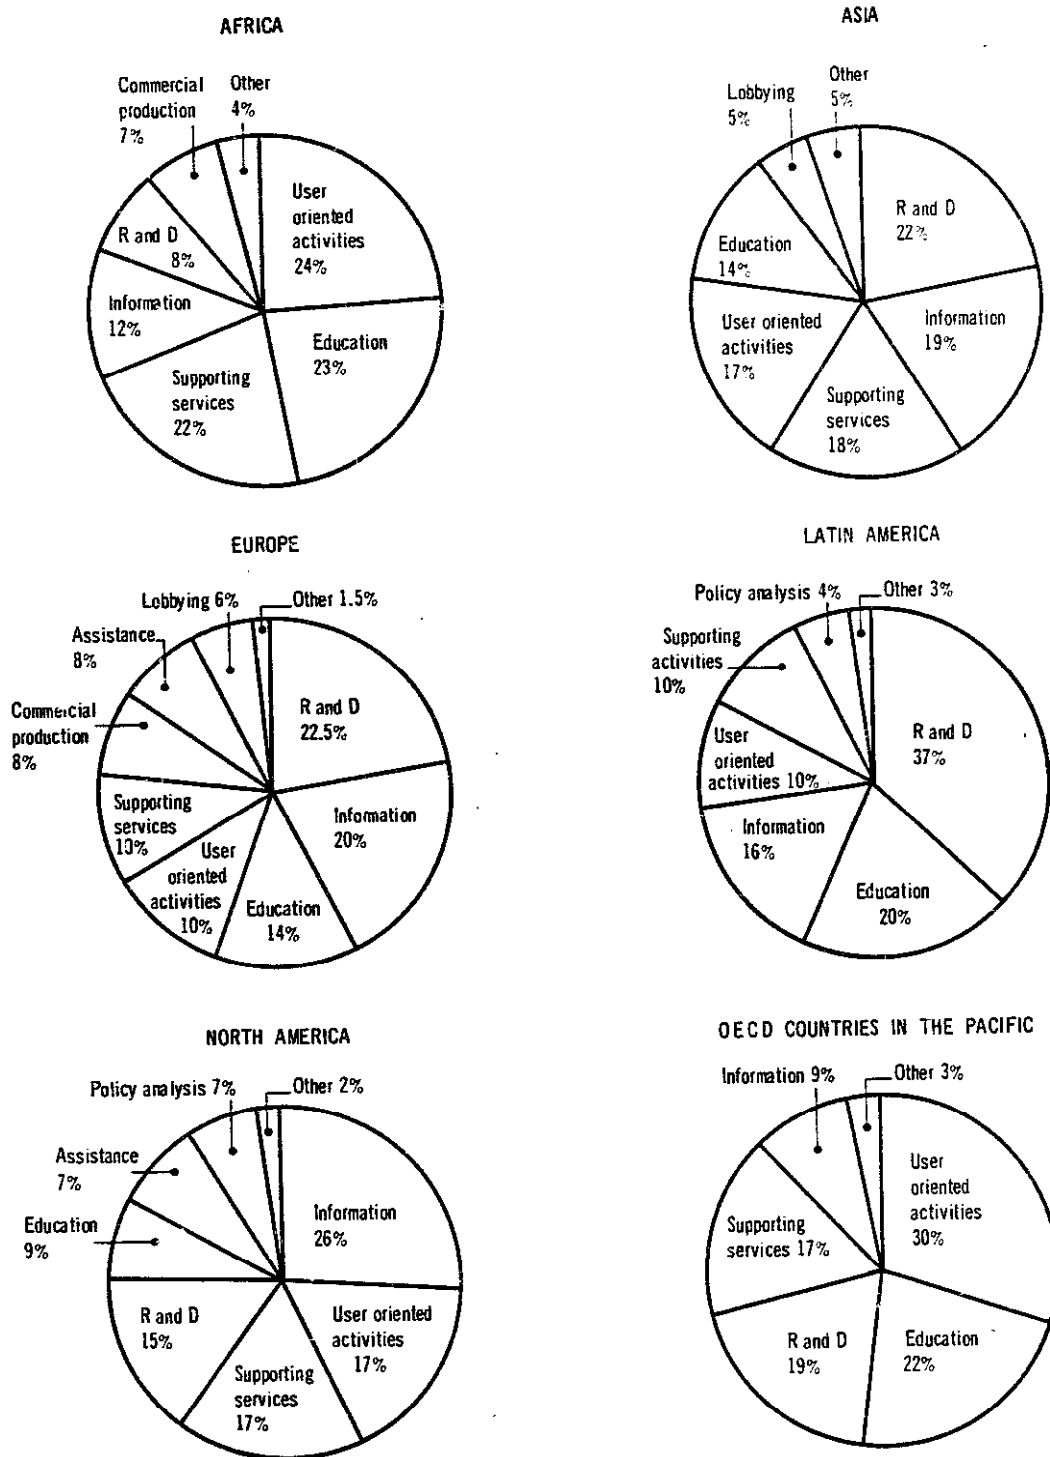 AFRICA
Commercial
production
7%
Other
4%
User
oriented
activities
24%
R and D
8%
Information
12%
Education
23%
Supporting
services
22%
ASIA
Lobbying
5%
Other
5%
R and D
22%
Education
14%
Information
19%
User oriented
activities
17%
Supporting
services
18%
EUROPE
Lobbying 6%
Other 1.5%
Assistance
8%
R and D
22.5%
Commercial
production
8%
Supporting
services
10%
Information
20%
User
oriented
activities
10%
Education
14%
LATIN AMERICA
Policy analysis 4%
Other 3%
Supporting
activities
10%
R and D
37%
User
oriented
activities 10%
Information
16%
Education
20%
NORTH AMERICA
Policy analysis 7%
Other 2%
Assistance
7%
Education
9%
Information
26%
R and D
15%
User oriented
activities
17%
Supporting
services
17%
OECD COUNTRIES IN THE PACIFIC
Information 9%
Other 3%
User
oriented
activities
30%
Supporting
services 17%
R and D
19%
Education
22%